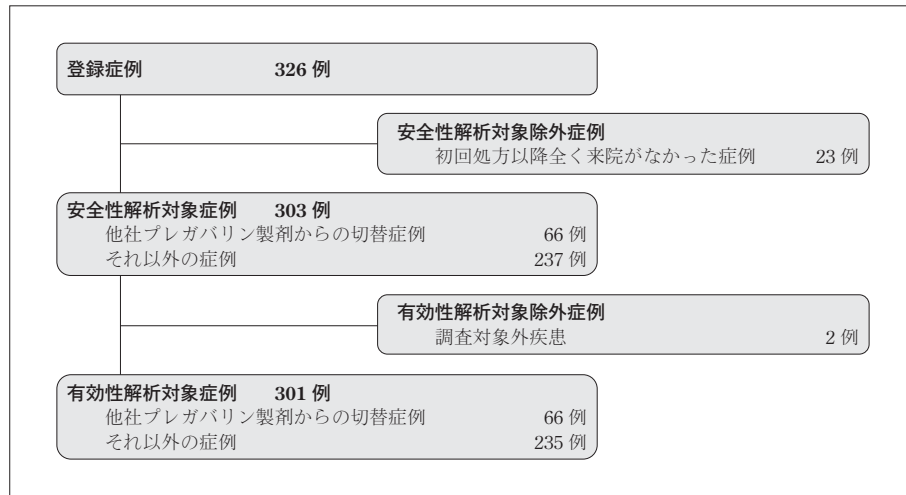 登録症例 326 例
安全性解析対象除外症例
初回処方以降全く来院がなかった症例 23 例
安全性解析対象症例 303 例
他社プレガバリン製剤からの切替症例 66 例
それ以外の症例 237 例
有効性解析対象除外症例
調査対象外疾患 2 例
有効性解析対象症例 301 例
他社プレガバリン製剤からの切替症例 66 例
それ以外の症例 235 例